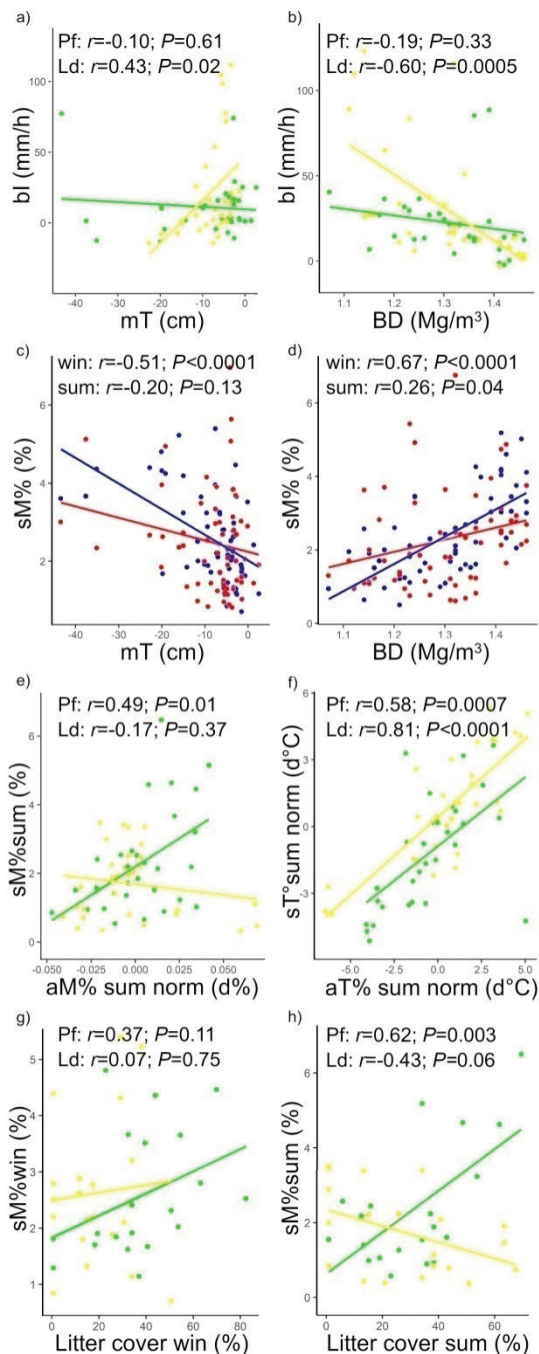 a)
Pf: r=-0.10; P=0.61
Ld: r=0.43; P=0.02
bl (mm/h)
100
50
0
-40 -30 -20 -10 0
mT (cm)
b)
Pf: r=-0.19; P=0.33
Ld: r=-0.60; P=0.0005
bl (mm/h)
100
50
0
1.1 1.2 1.3 1.4
BD (Mg/m³)
c)
win: r=-0.51; P<0.0001
sum: r=-0.20; P=0.13
sM% (%)
6
4
2
-40 -30 -20 -10 0
mT (cm)
d)
win: r=0.67; P<0.0001
sum: r=0.26; P=0.04
sM% (%)
6
4
2
0
1.1 1.2 1.3 1.4
BD (Mg/m³)
e)
Pf: r=0.49; P=0.01
Ld: r=-0.17; P=0.37
sM%sum (%)
6
4
2
0
-0.050 -0.025 0.000 0.025 0.050
aM% sum norm (d%)
f)
Pf: r=0.58; P=0.0007
Ld: r=0.81; P<0.0001
sT°sum norm (d°C)
6
3
0
-3
-5.0 -2.5 0.0 2.5 5.0
aT% sum norm (d°C)
g)
Pf: r=0.37; P=0.11
Ld: r=0.07; P=0.75
sM%win (%)
5
4
3
2
1
0 20 40 60 80
Litter cover win (%)
h)
Pf: r=0.62; P=0.003
Ld: r=-0.43; P=0.06
sM%sum (%)
6
4
2
0
0 20 40 60 80
Litter cover sum (%)